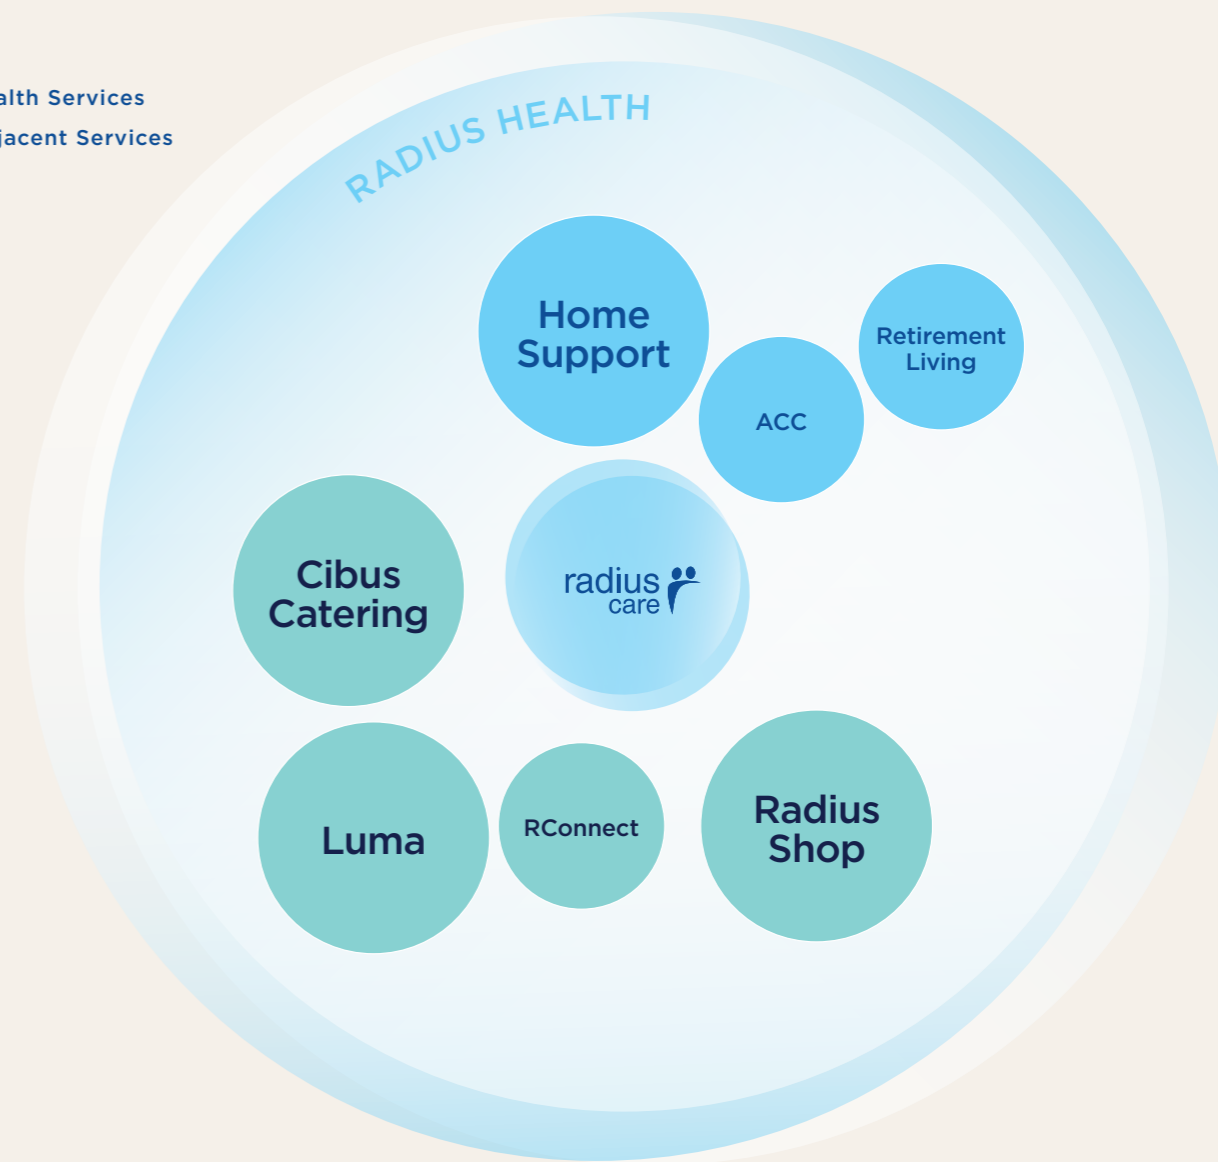 alth Services
jacent Services
RADIUS HEALTH
Home
Support
Retirement
Living
ACC
Cibus
Catering
radius
care
Luma
RConnect
Radius
Shop